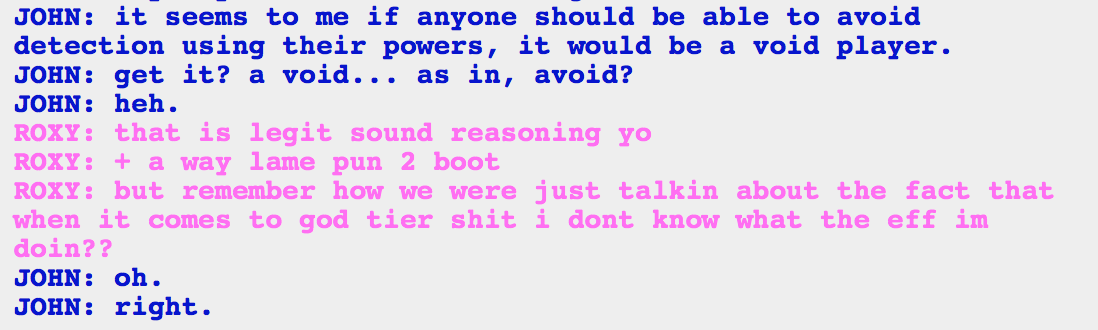 JOHN: it seems to me if anyone should be able to avoid
detection using their powers, it would be a void player.
JOHN: get it? a void... as in, avoid?
JOHN: heh.
ROXY: that is legit sound reasoning yo
ROXY: + a way lame pun 2 boot
ROXY: but remember how we were just talkin about the fact that
when it comes to god tier shit i dont know what the eff im
doin??
JOHN: oh.
JOHN: right.